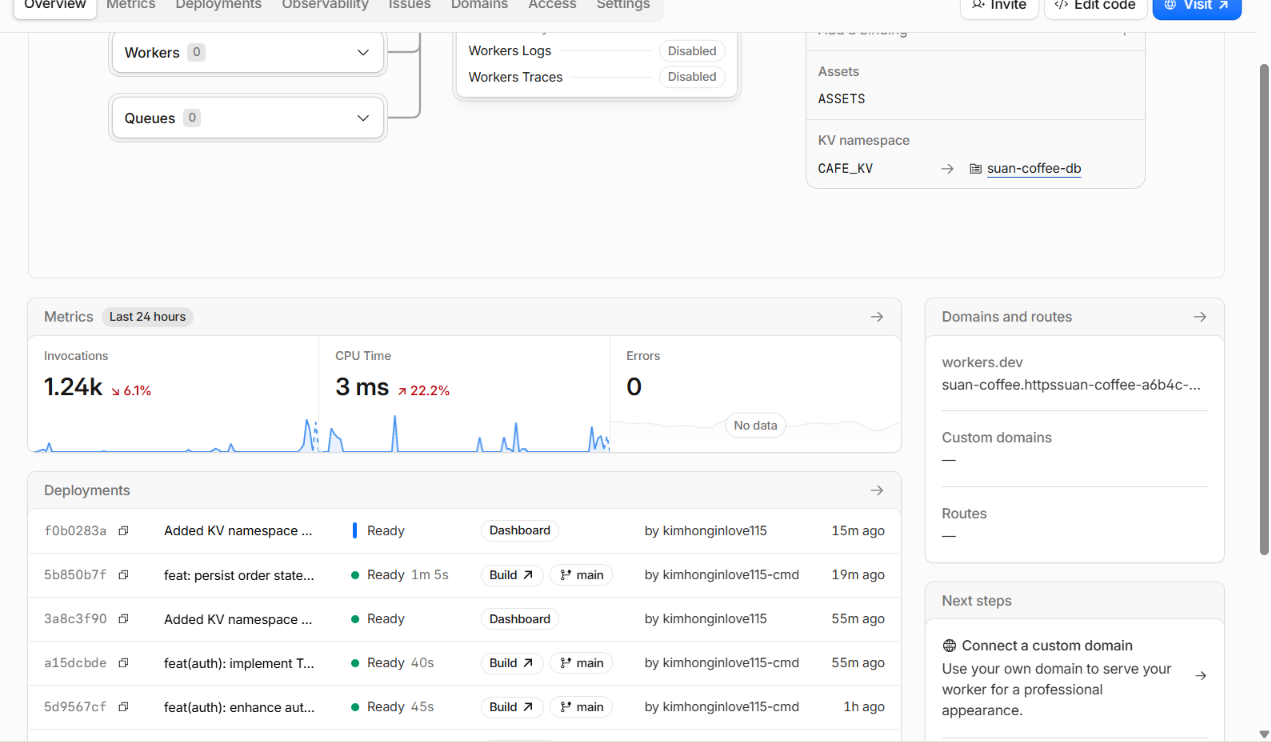 Overview Metrics Deployments Observability Issues Domains Access Settings Invite Edit code Visit
Workers 0
Queues 0
Workers Logs Disabled
Workers Traces Disabled
Add a binding
Assets
ASSETS
KV namespace
CAFE_KV → suan-coffee-db
Metrics Last 24 hours →
Invocations
1.24k ↘ 6.1%
CPU Time
3 ms ↗ 22.2%
Errors
0
No data
Domains and routes →
workers.dev
suan-coffee.httpssuan-coffee-a6b4c-...
Custom domains
—
Routes
—
Deployments →
f0b0283a Added KV namespace ... Ready Dashboard by kimhonginlove115 15m ago
5b850b7f feat: persist order state... Ready 1m 5s Build ↗ main by kimhonginlove115-cmd 19m ago
3a8c3f90 Added KV namespace ... Ready Dashboard by kimhonginlove115 55m ago
a15dcbde feat(auth): implement T... Ready 40s Build ↗ main by kimhonginlove115-cmd 55m ago
5d9567cf feat(auth): enhance aut... Ready 45s Build ↗ main by kimhonginlove115-cmd 1h ago
Next steps
Connect a custom domain
Use your own domain to serve your
worker for a professional
appearance.